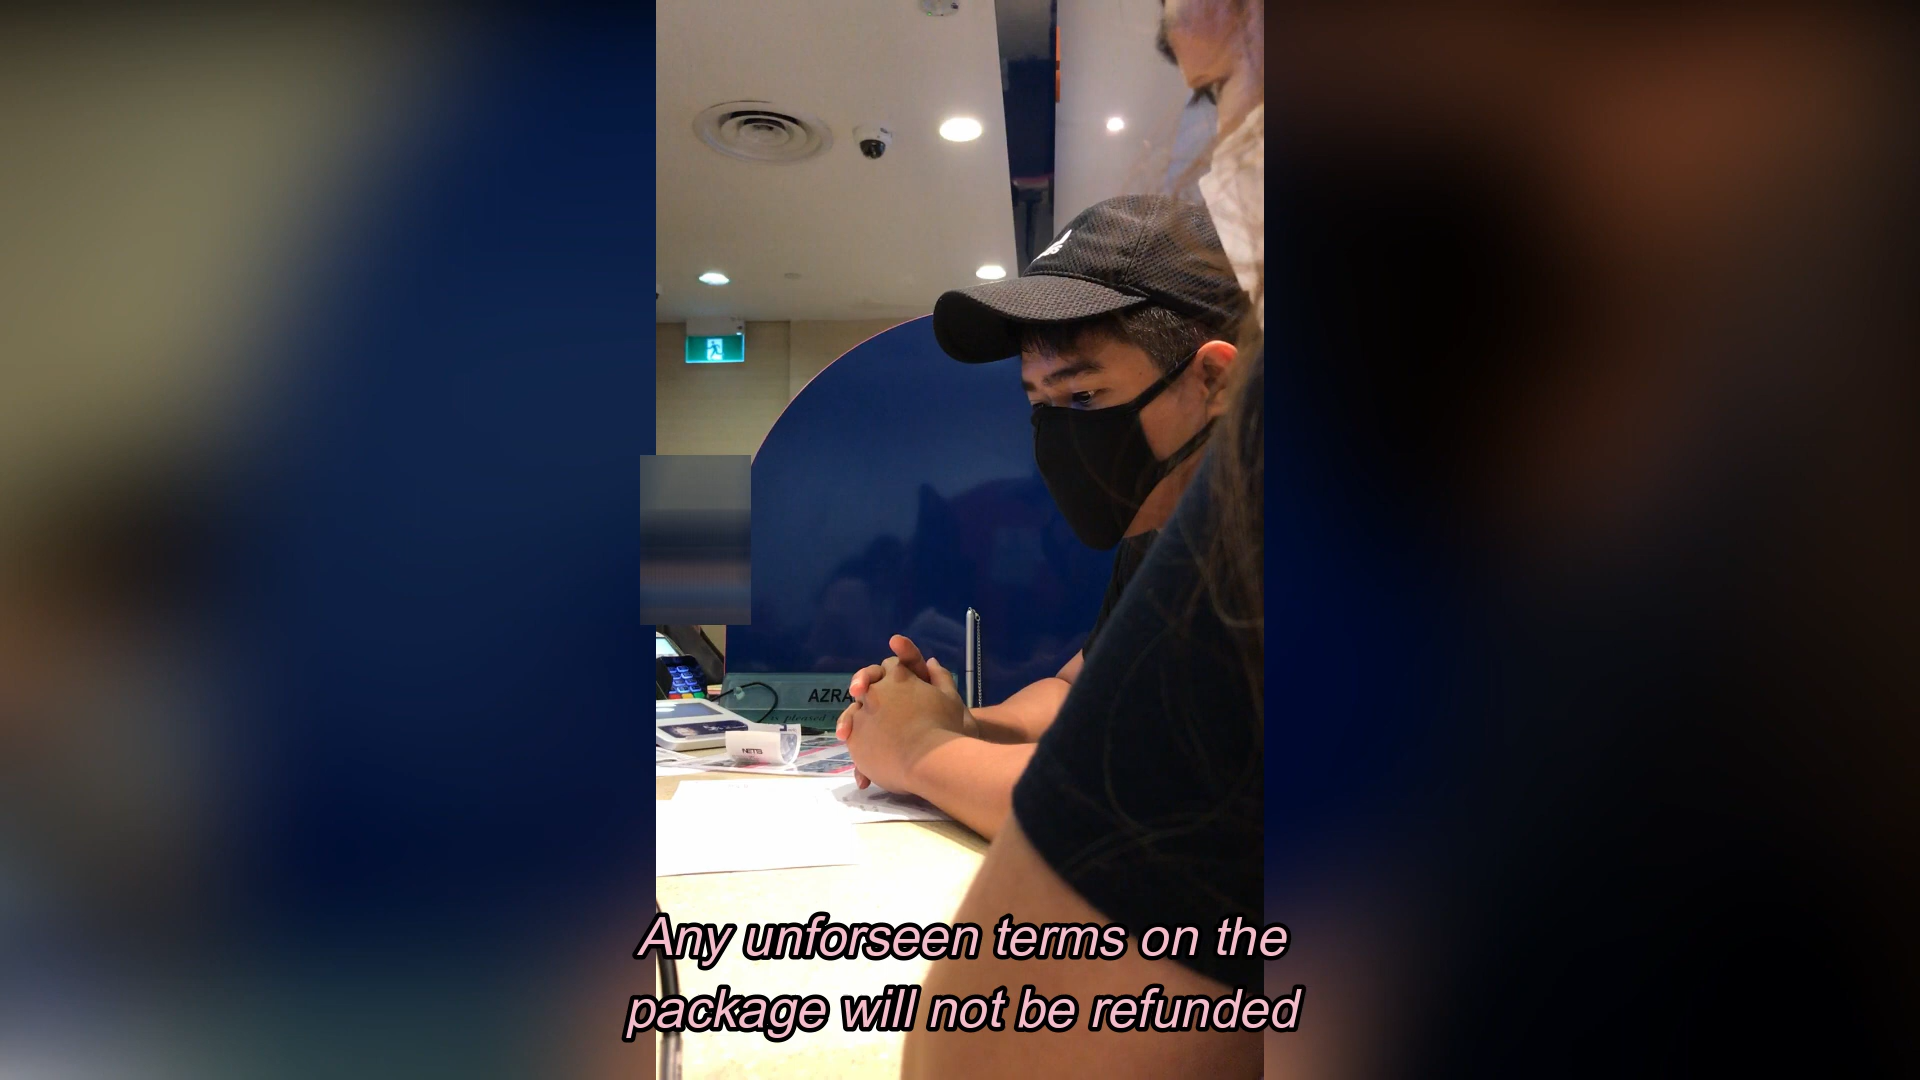 AZRA
NETS
Any unforseen terms on the
package will not be refunded